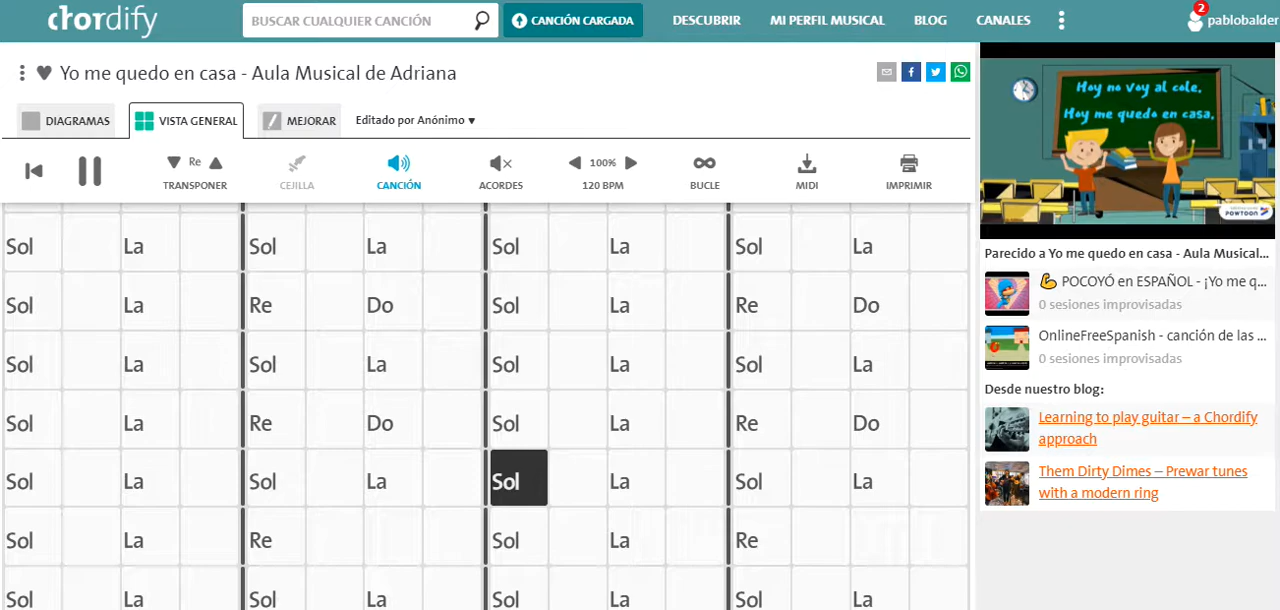 chordify
BUSCAR CUALQUIER CANCIÓN
CANCIÓN CARGADA
DESCUBRIR
MI PERFIL MUSICAL
BLOG
CANALES
2
pablobalder
Yo me quedo en casa - Aula Musical de Adriana
DIAGRAMAS
VISTA GENERAL
MEJORAR
Editado por Anónimo
Re
100%
TRANSPONER
CEJILLA
CANCIÓN
ACORDES
120 BPM
BUCLE
MIDI
IMPRIMIR
Sol La Sol La Sol La Sol La
Sol La Re Do Sol La Re Do
Sol La Sol La Sol La Sol La
Sol La Re Do Sol La Re Do
Sol La Sol La Sol La Sol La
Sol La Re Sol La Re
Sol La Sol La Sol La Sol La
Hoy no voy al cole,
Hoy me quedo en casa,
POWTOON
Parecido a Yo me quedo en casa - Aula Musical...
POCOYÓ en ESPAÑOL - ¡Yo me q...
0 sesiones improvisadas
OnlineFreeSpanish - canción de las ...
0 sesiones improvisadas
Desde nuestro blog:
Learning to play guitar – a Chordify
approach
Them Dirty Dimes – Prewar tunes
with a modern ring